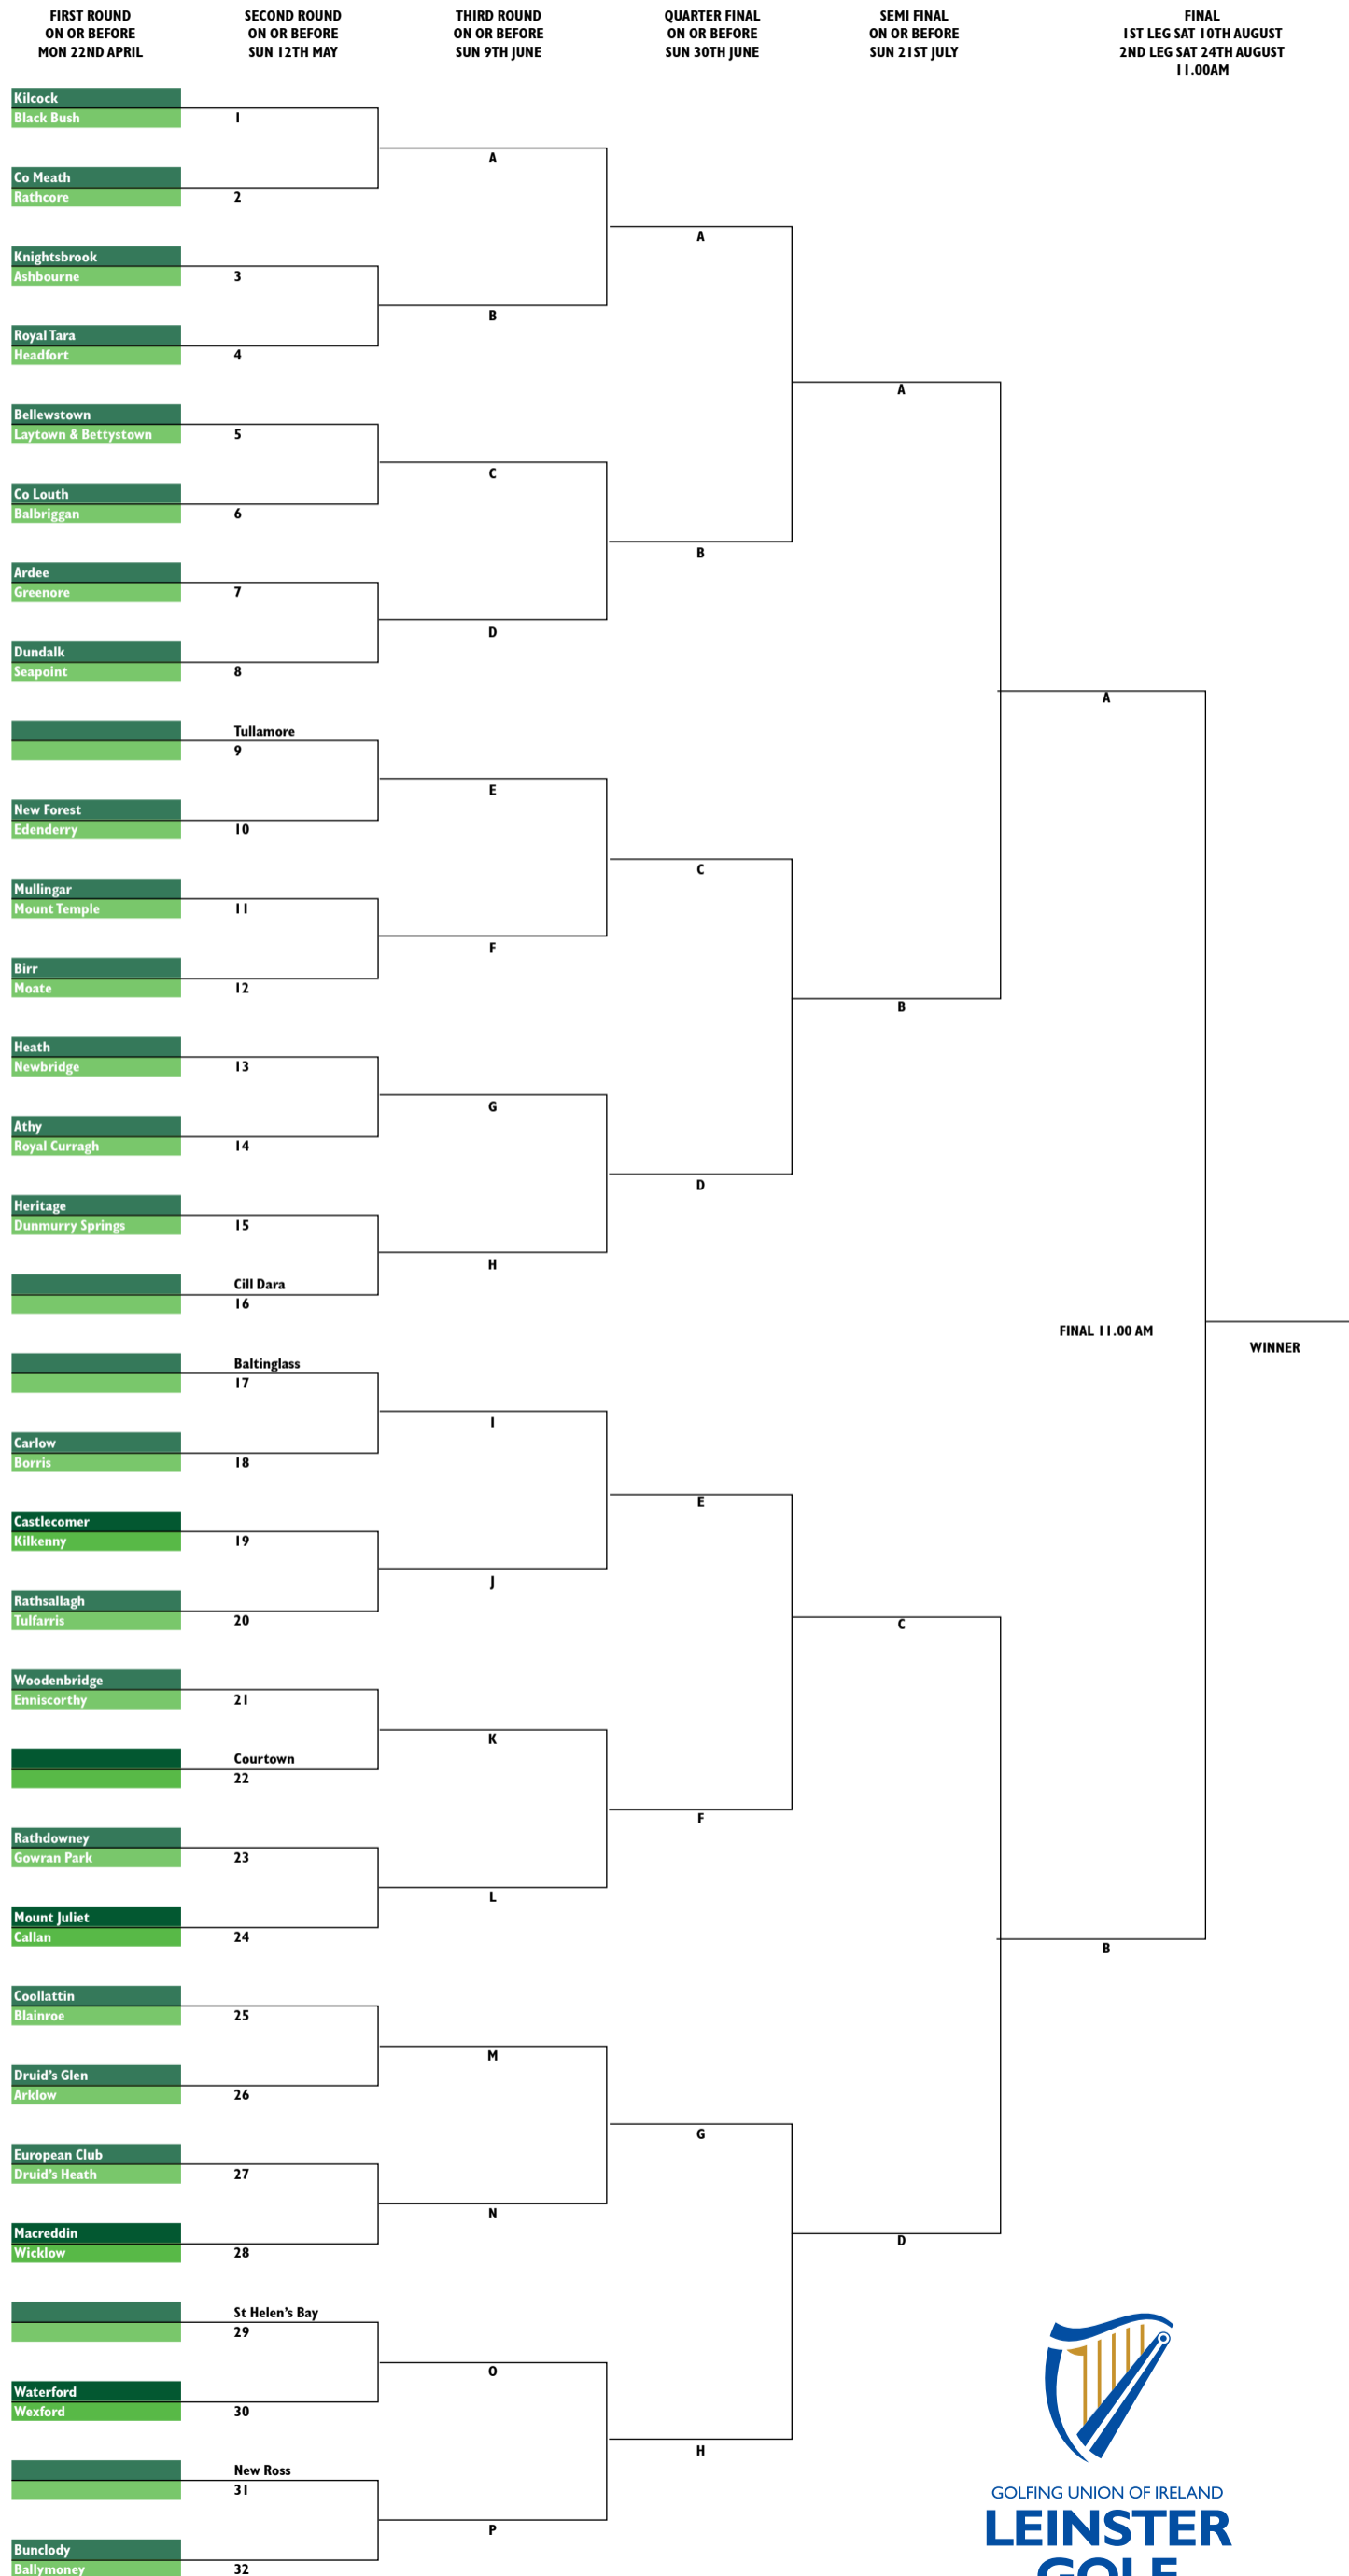 FIRST ROUND
ON OR BEFORE
MON 22ND APRIL
SECOND ROUND
ON OR BEFORE
SUN 12TH MAY
THIRD ROUND
ON OR BEFORE
SUN 9TH JUNE
QUARTER FINAL
ON OR BEFORE
SUN 30TH JUNE
SEMI FINAL
ON OR BEFORE
SUN 21ST JULY
FINAL
1ST LEG SAT 10TH AUGUST
2ND LEG SAT 24TH AUGUST
11.00AM
Kilcock
Black Bush
1
A
Co Meath
Rathcore
2
A
Knightsbrook
Ashbourne
3
B
Royal Tara
Headfort
4
A
Bellewstown
Laytown & Bettystown
5
C
Co Louth
Balbriggan
6
B
Ardee
Greenore
7
D
Dundalk
Seapoint
8
A
Tullamore
9
E
New Forest
Edenderry
10
C
Mullingar
Mount Temple
11
F
Birr
Moate
12
B
Heath
Newbridge
13
G
Athy
Royal Curragh
14
D
Heritage
Dunmurry Springs
15
H
Cill Dara
16
FINAL 11.00 AM
WINNER
Baltinglass
17
I
Carlow
Borris
18
E
Castlecomer
Kilkenny
19
J
Rathsallagh
Tulfarris
20
C
Woodenbridge
Enniscorthy
21
K
Courtown
22
F
Rathdowney
Gowran Park
23
L
Mount Juliet
Callan
24
B
Coollattin
Blainroe
25
M
Druid's Glen
Arklow
26
G
European Club
Druid's Heath
27
N
Macreddin
Wicklow
28
D
St Helen's Bay
29
O
Waterford
Wexford
30
H
New Ross
31
P
Bunclody
Ballymoney
32
GOLFING UNION OF IRELAND
LEINSTER
GOLF